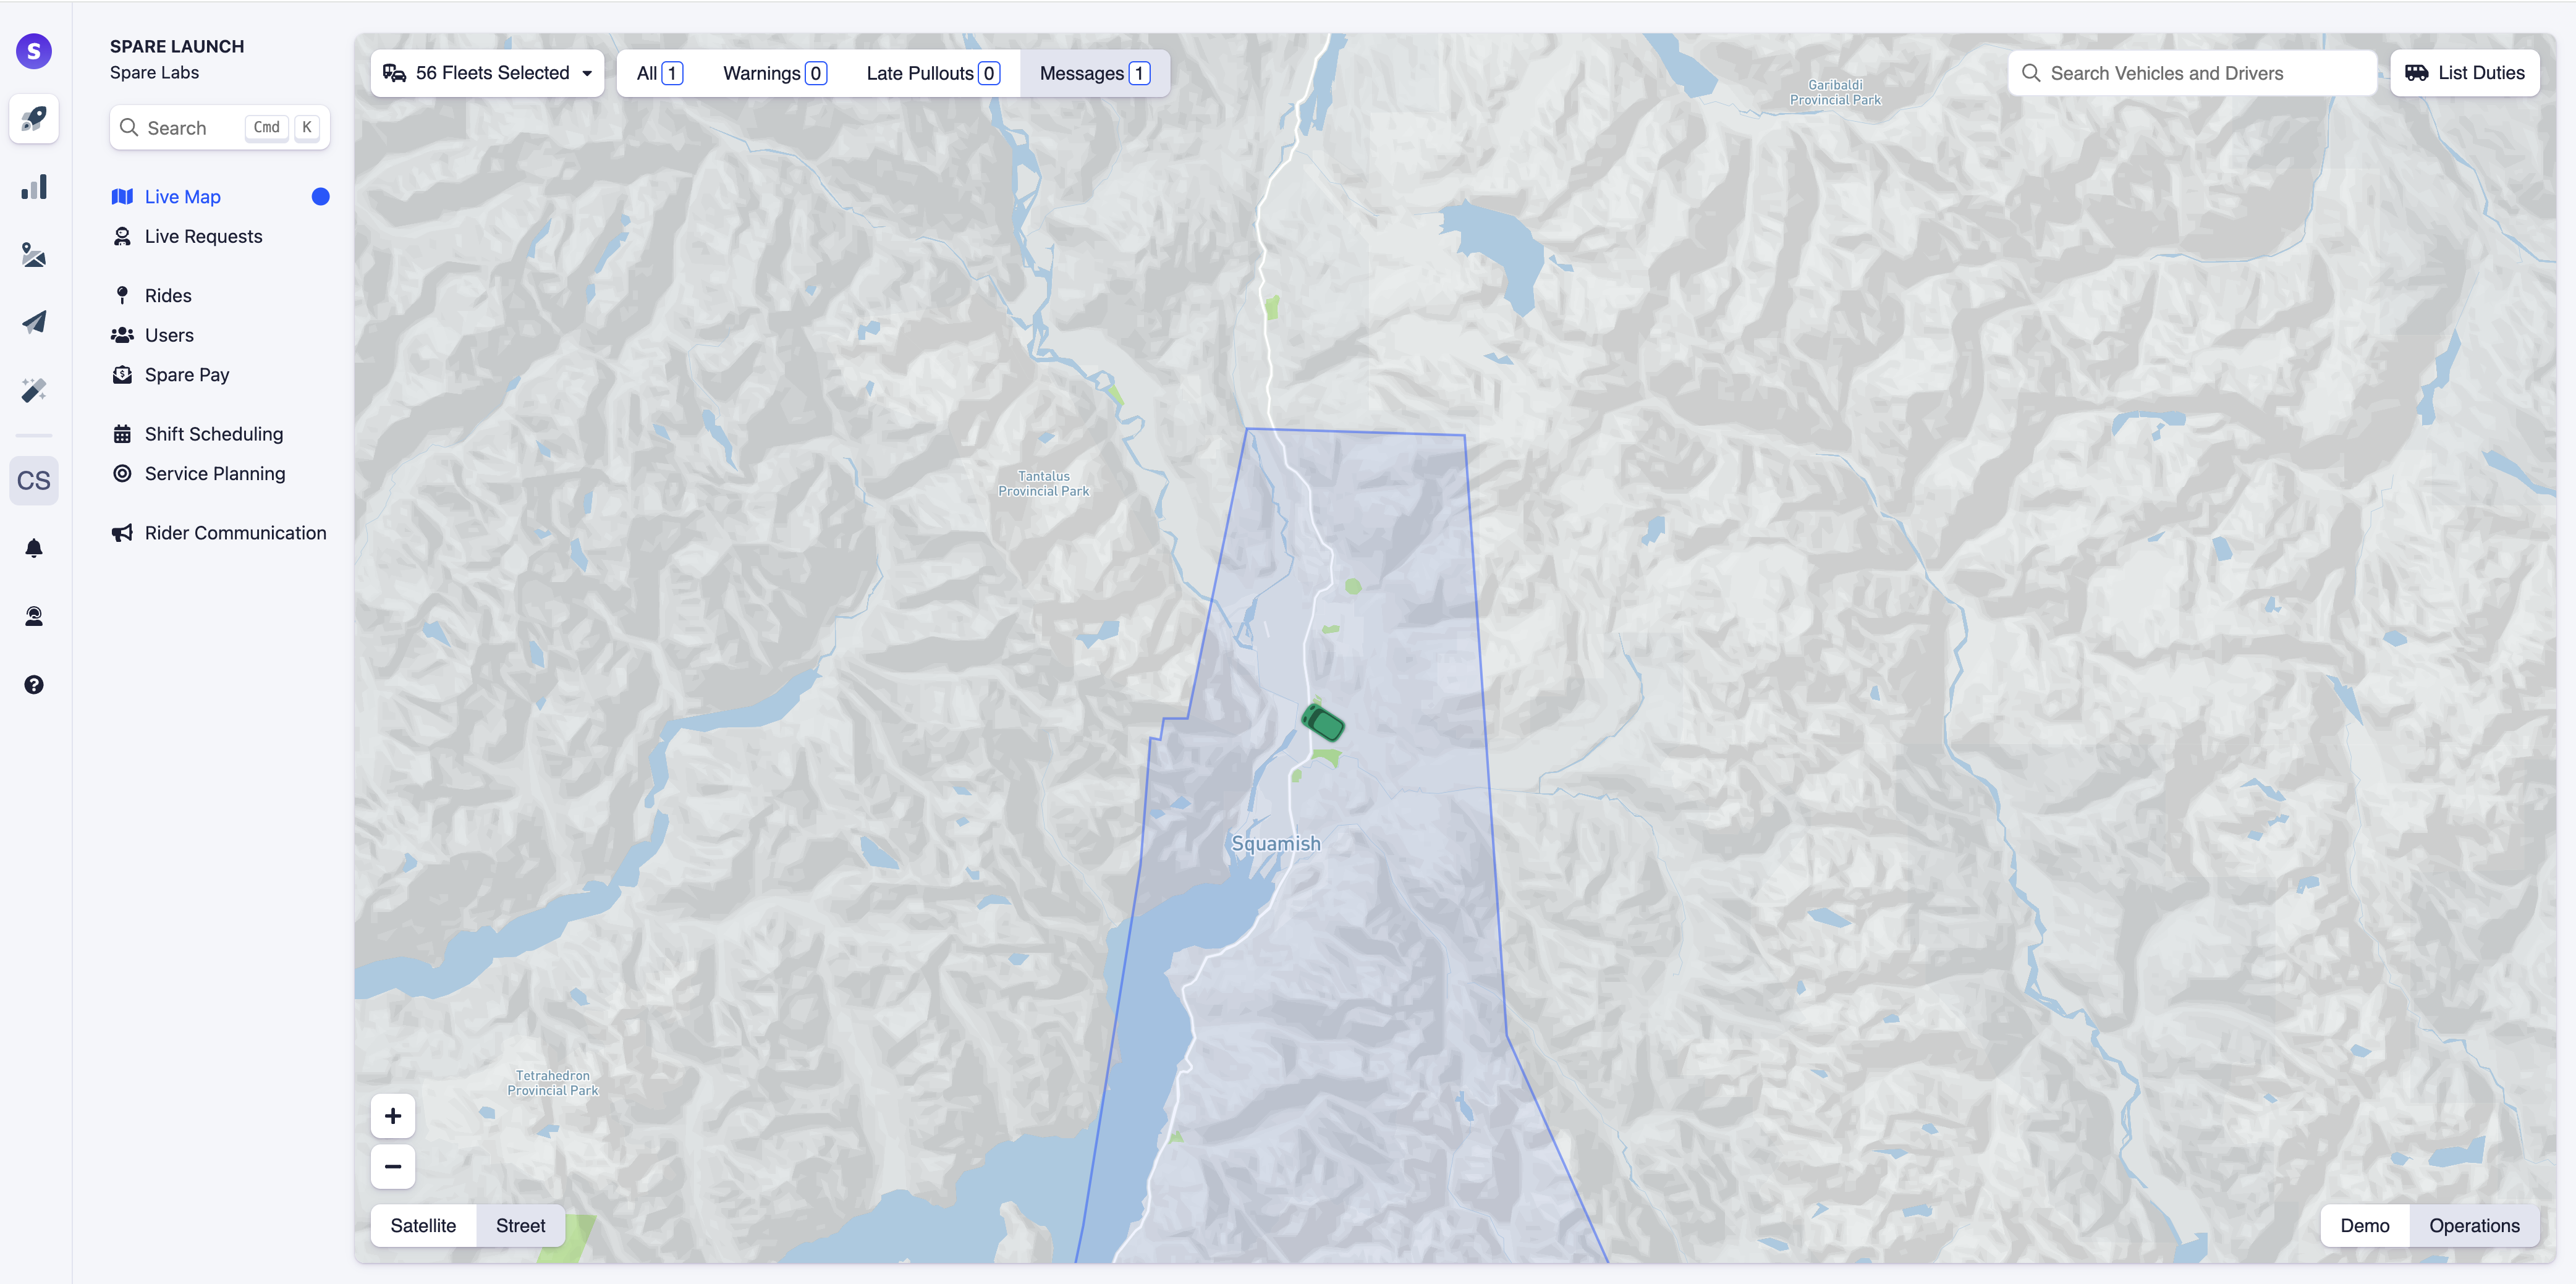 S
CS
SPARE LAUNCH
Spare Labs
Search Cmd K
Live Map
Live Requests
Rides
Users
Spare Pay
Shift Scheduling
Service Planning
Rider Communication
56 Fleets Selected
All 1
Warnings 0
Late Pullouts 0
Messages 1
Search Vehicles and Drivers
List Duties
Garibaldi
Provincial Park
Tantalus
Provincial Park
Squamish
Tetrahedron
Provincial Park
+
−
Satellite
Street
Demo
Operations